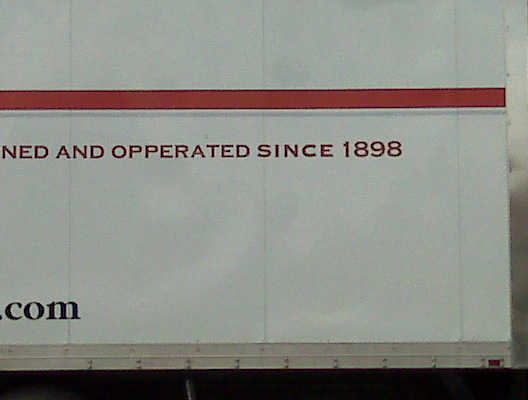 NED AND OPPERATED SINCE 1898
.com